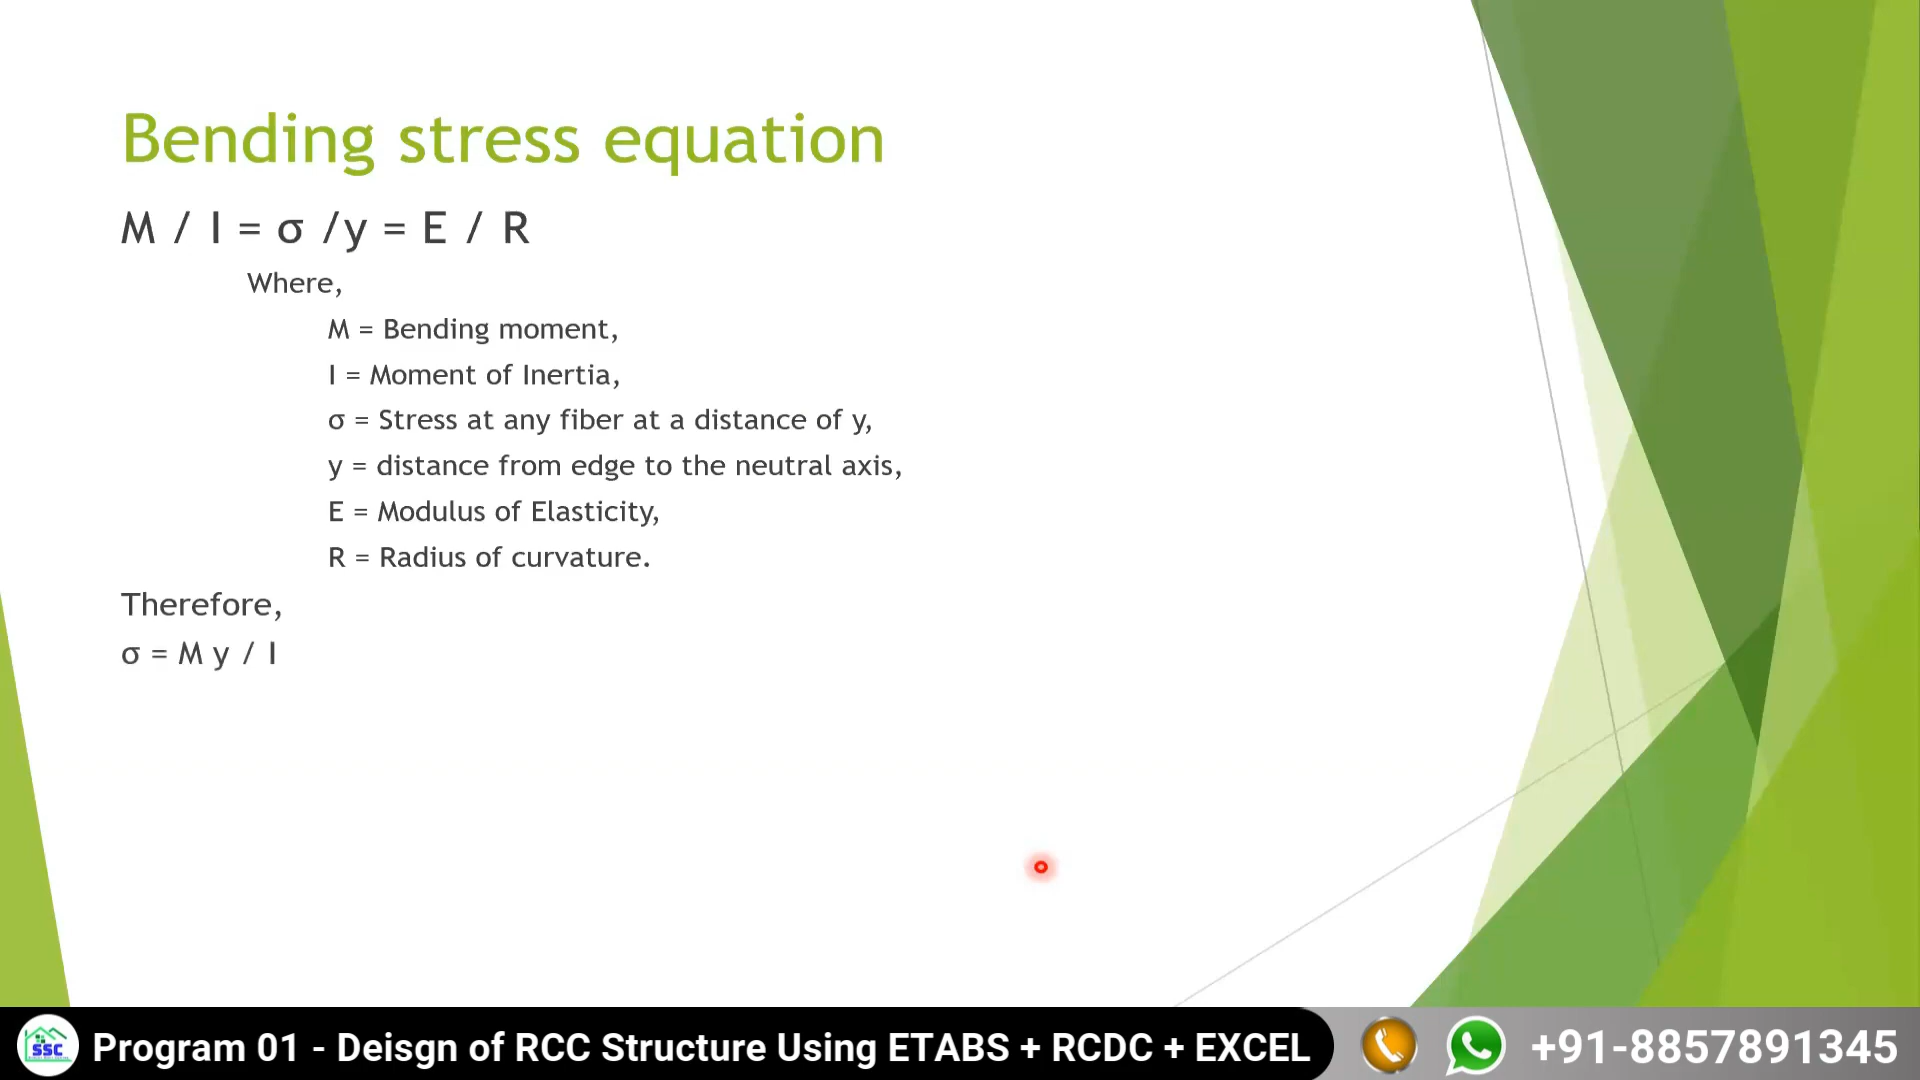 Bending stress equation
M / I = σ /y = E / R
Where,
M = Bending moment,
I = Moment of Inertia,
σ = Stress at any fiber at a distance of y,
y = distance from edge to the neutral axis,
E = Modulus of Elasticity,
R = Radius of curvature.
Therefore,
σ = M y / I
SSC
Program 01 - Deisgn of RCC Structure Using ETABS + RCDC + EXCEL
+91-8857891345